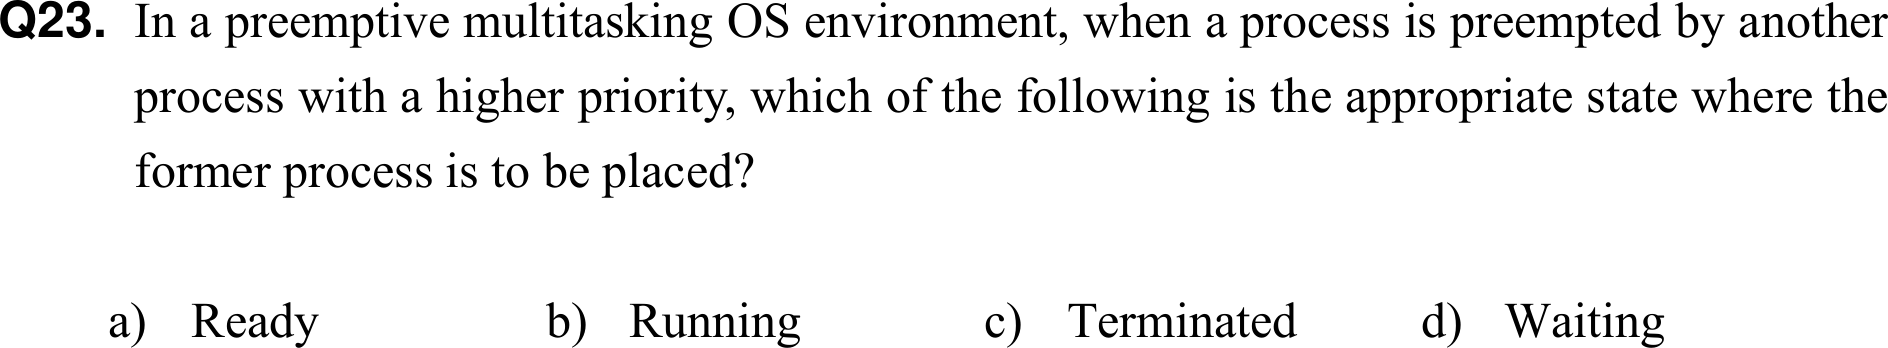 Q23. In a preemptive multitasking OS environment, when a process is preempted by another
process with a higher priority, which of the following is the appropriate state where the
former process is to be placed?
a) Ready b) Running c) Terminated d) Waiting